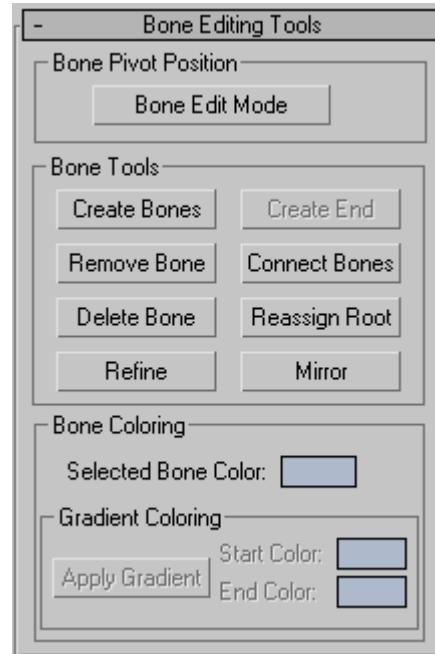 - Bone Editing Tools
Bone Pivot Position
Bone Edit Mode
Bone Tools
Create Bones Create End
Remove Bone Connect Bones
Delete Bone Reassign Root
Refine Mirror
Bone Coloring
Selected Bone Color:
Gradient Coloring
Apply Gradient Start Color:
End Color: